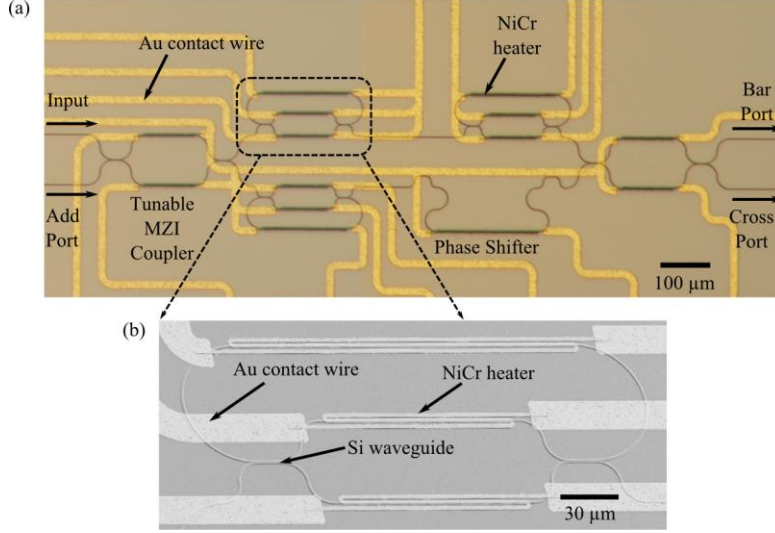 (a)
Au contact wire
NiCr
heater
Input
Bar
Port
Add
Port
Tunable
MZI
Coupler
Phase Shifter
Cross
Port
100 µm
(b)
Au contact wire
NiCr heater
Si waveguide
30 µm